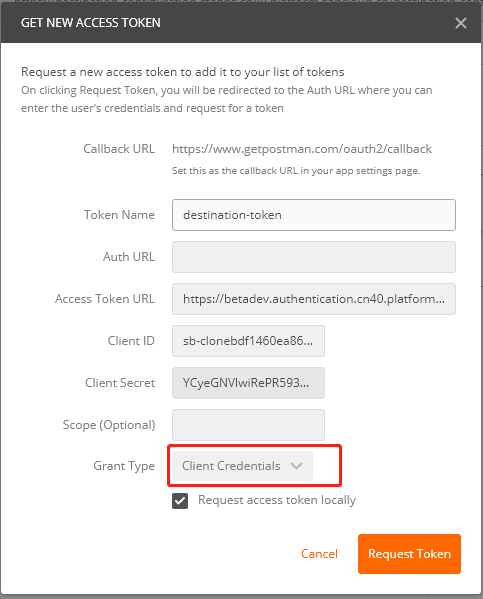 GET NEW ACCESS TOKEN
Request a new access token to add it to your list of tokens
On clicking Request Token, you will be redirected to the Auth URL where you can
enter the user's credentials and request for a token
Callback URL https://www.getpostman.com/oauth2/callback
Set this as the callback URL in your app settings page.
Token Name destination-token
Auth URL
Access Token URL https://betadev.authentication.cn40.platform...
Client ID sb-clonebdf1460ea86...
Client Secret YCyeGNVIwiRePR593...
Scope (Optional)
Grant Type Client Credentials
Request access token locally
Cancel Request Token